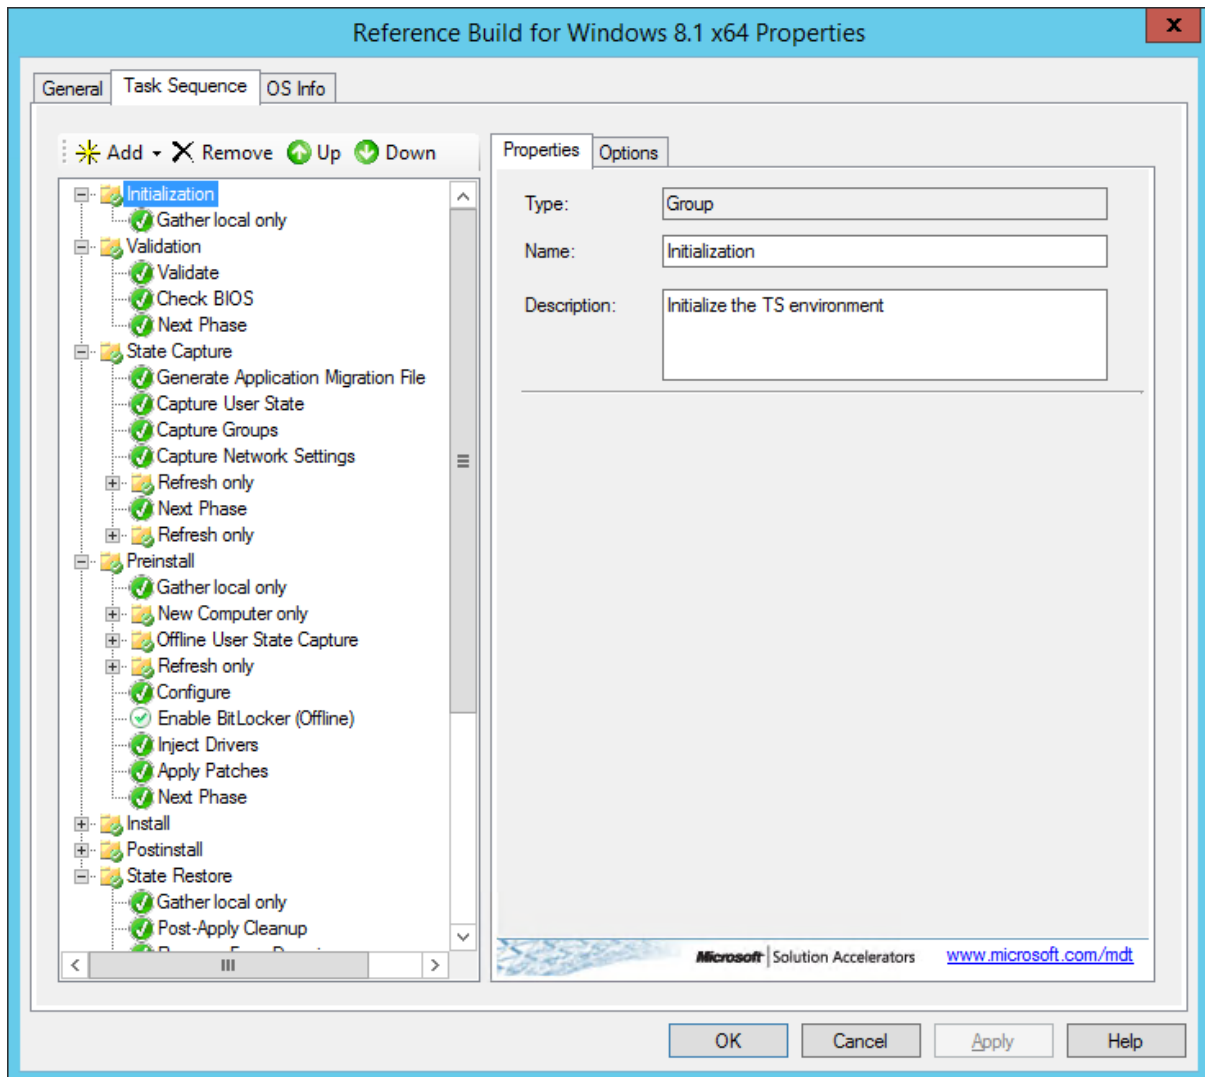 Reference Build for Windows 8.1 x64 Properties
x
General
Task Sequence
OS Info
Add
Remove
Up
Down
Properties
Options
Initialization
Gather local only
Validation
Validate
Check BIOS
Next Phase
State Capture
Generate Application Migration File
Capture User State
Capture Groups
Capture Network Settings
Refresh only
Next Phase
Refresh only
Preinstall
Gather local only
New Computer only
Offline User State Capture
Refresh only
Configure
Enable BitLocker (Offline)
Inject Drivers
Apply Patches
Next Phase
Install
Postinstall
State Restore
Gather local only
Post-Apply Cleanup
Type:
Group
Name:
Initialization
Description:
Initialize the TS environment
Microsoft Solution Accelerators
www.microsoft.com/mdt
OK
Cancel
Apply
Help